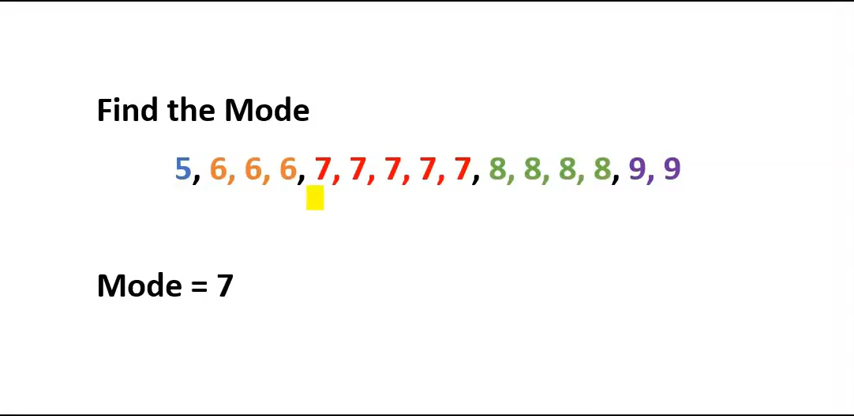 Find the Mode
5, 6, 6, 6, 7, 7, 7, 7, 7, 8, 8, 8, 8, 9, 9
Mode = 7